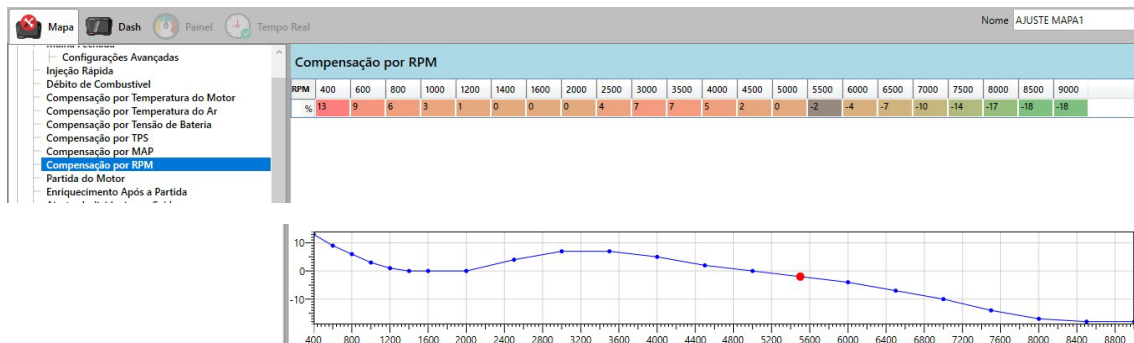 Mapa Dash Painel Tempo Real Nome AJUSTE MAPA1
Configurações Avançadas
Injeção Rápida
Débito de Combustivel
Compensação por Temperatura do Motor
Compensação por Temperatura do Ar
Compensação por Tensão de Bateria
Compensação por TPS
Compensação por MAP
Compensação por RPM
Partida do Motor
Enriquecimento Após a Partida
Compensação por RPM
RPM 400 600 800 1000 1200 1400 1600 2000 2500 3000 3500 4000 4500 5000 5500 6000 6500 7000 7500 8000 8500 9000
% 13 9 6 3 1 0 0 0 4 7 7 5 2 0 -2 -4 -7 -10 -14 -17 -18 -18
10
0
-10
400 800 1200 1600 2000 2400 2800 3200 3600 4000 4400 4800 5200 5600 6000 6400 6800 7200 7600 8000 8400 8800